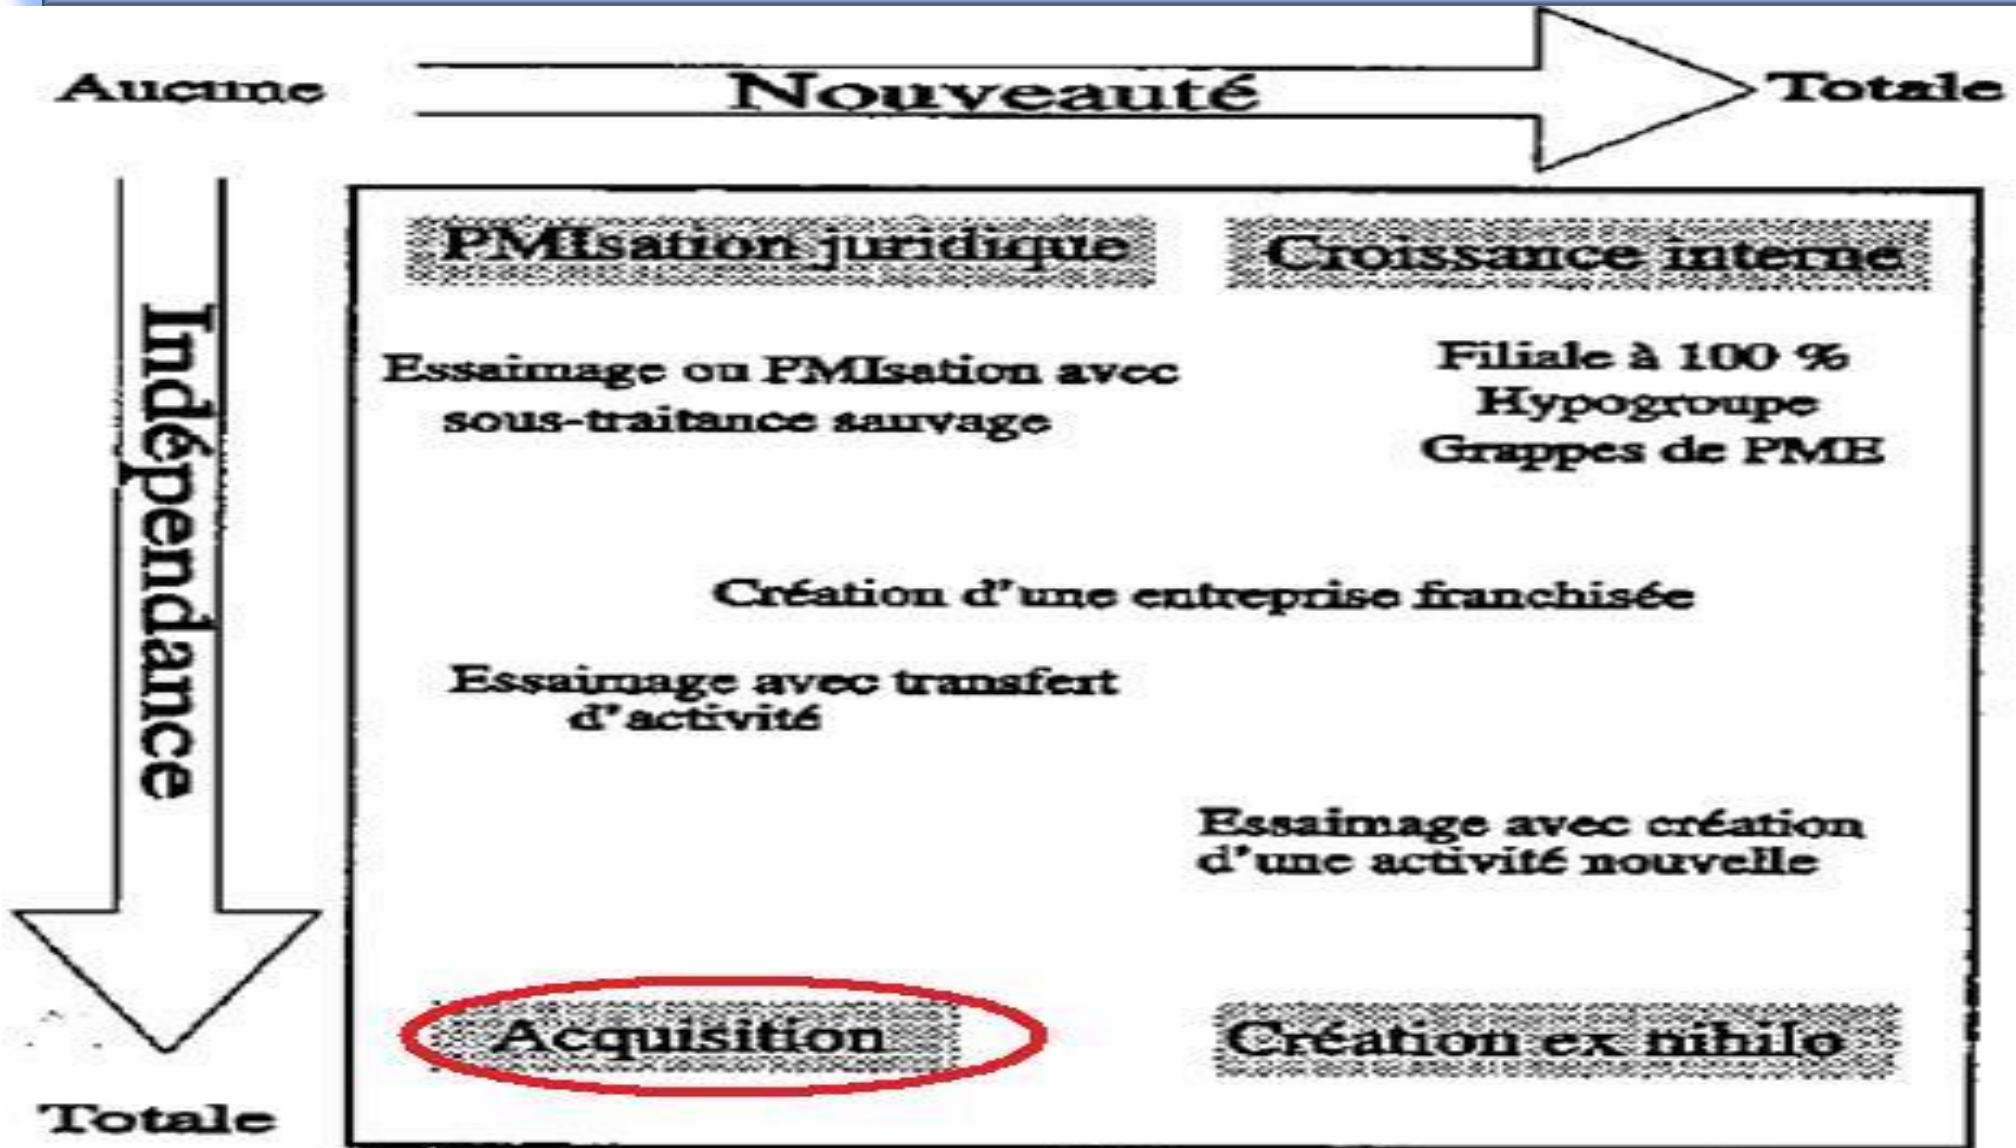 Aucune
Nouveauté
Totale
Indépendance
PMIsation juridique
Croissance interne
Essaimage ou PMIsation avec
sous-traitance sauvage
Filiale à 100 %
Hypogroupe
Grappes de PME
Création d'une entreprise franchisée
Essaimage avec transfert
d'activité
Essaimage avec création
d'une activité nouvelle
Acquisition
Création ex nihilo
Totale